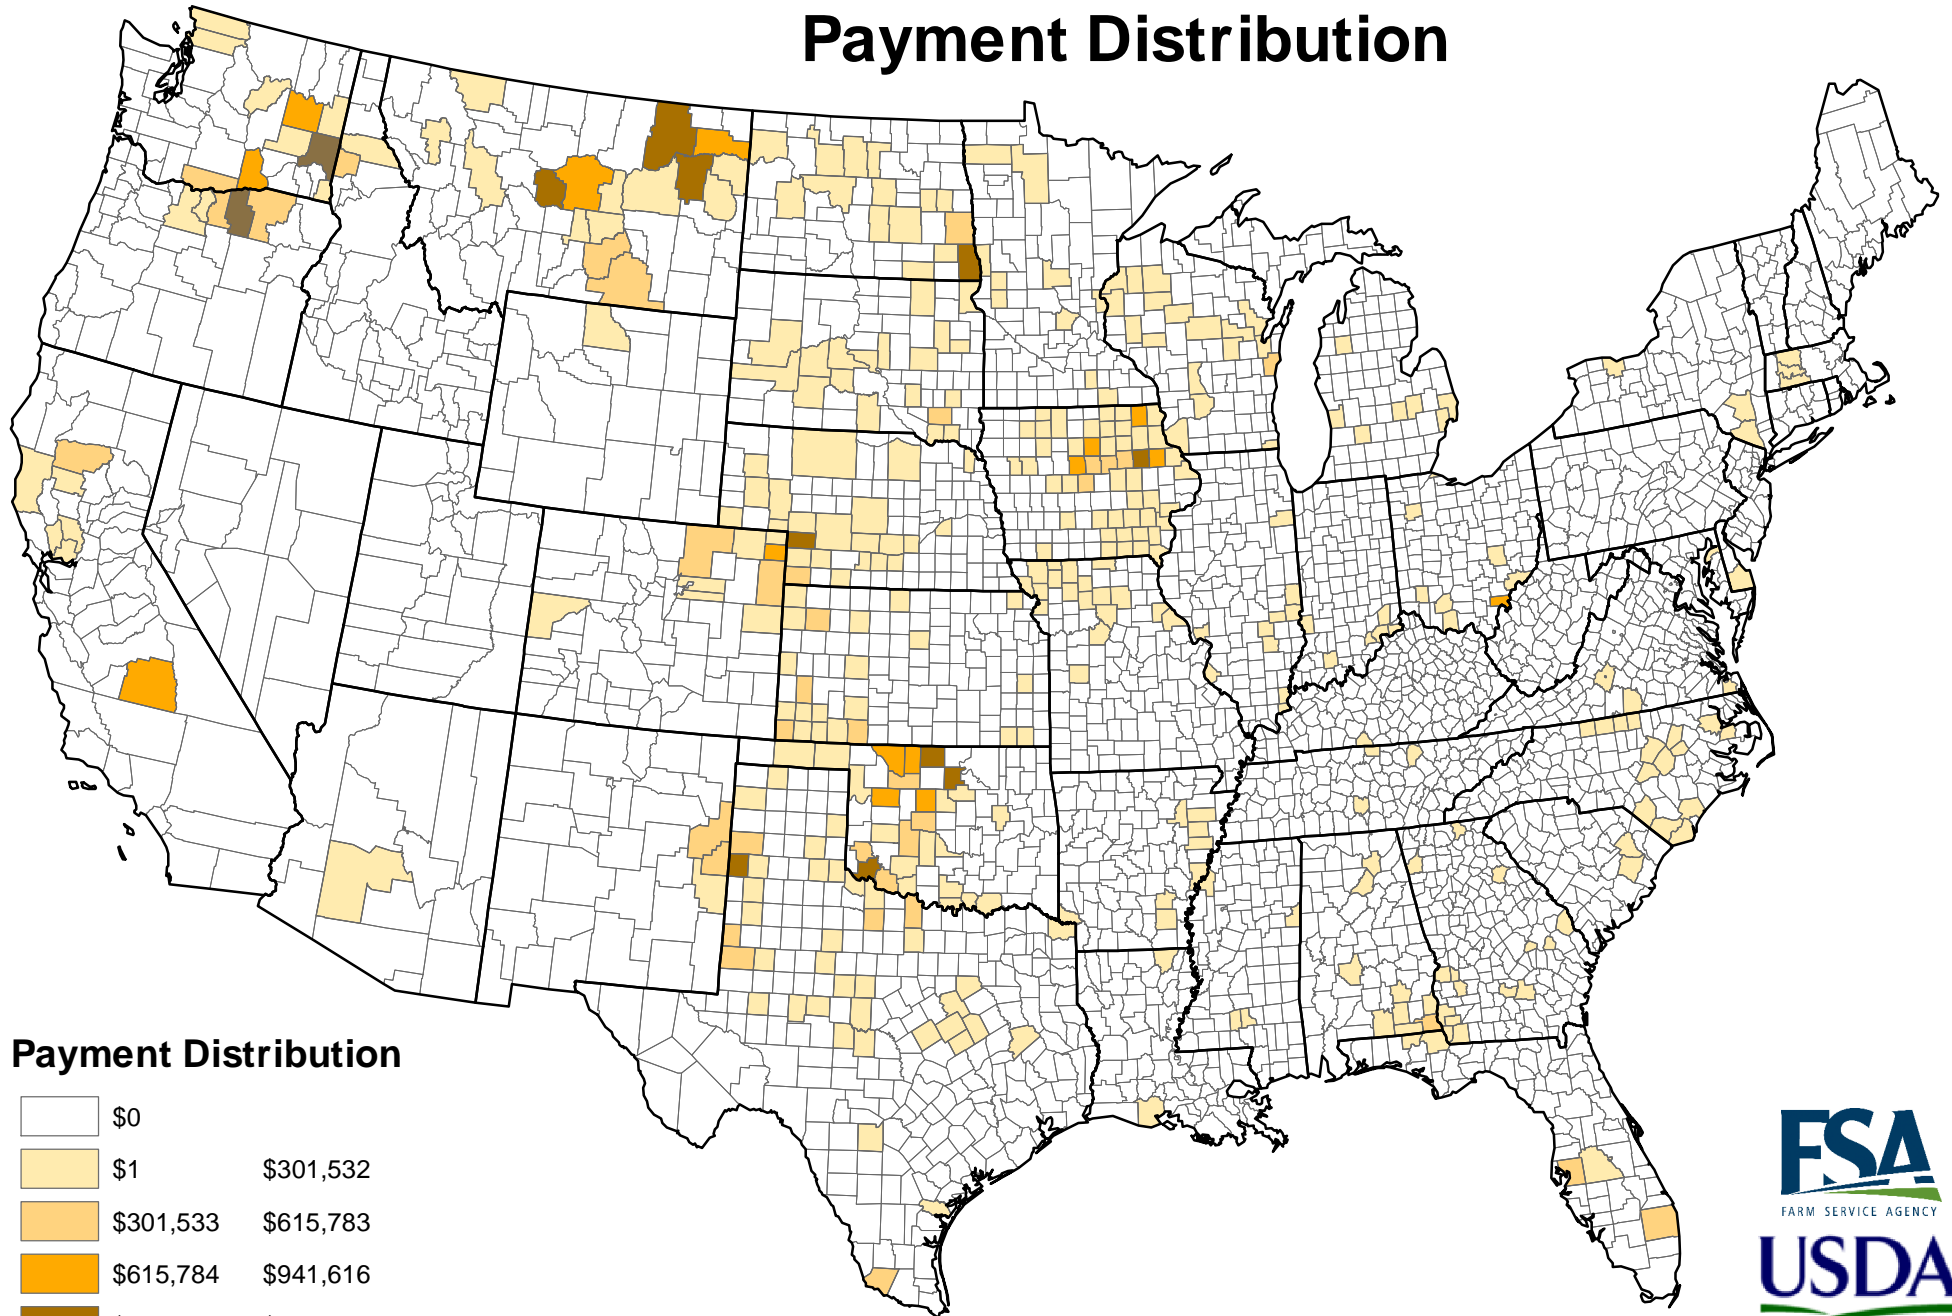 Payment Distribution
Payment Distribution
$0
$1 $301,532
$301,533 $615,783
$615,784 $941,616
FSA
FARM SERVICE AGENCY
USDA